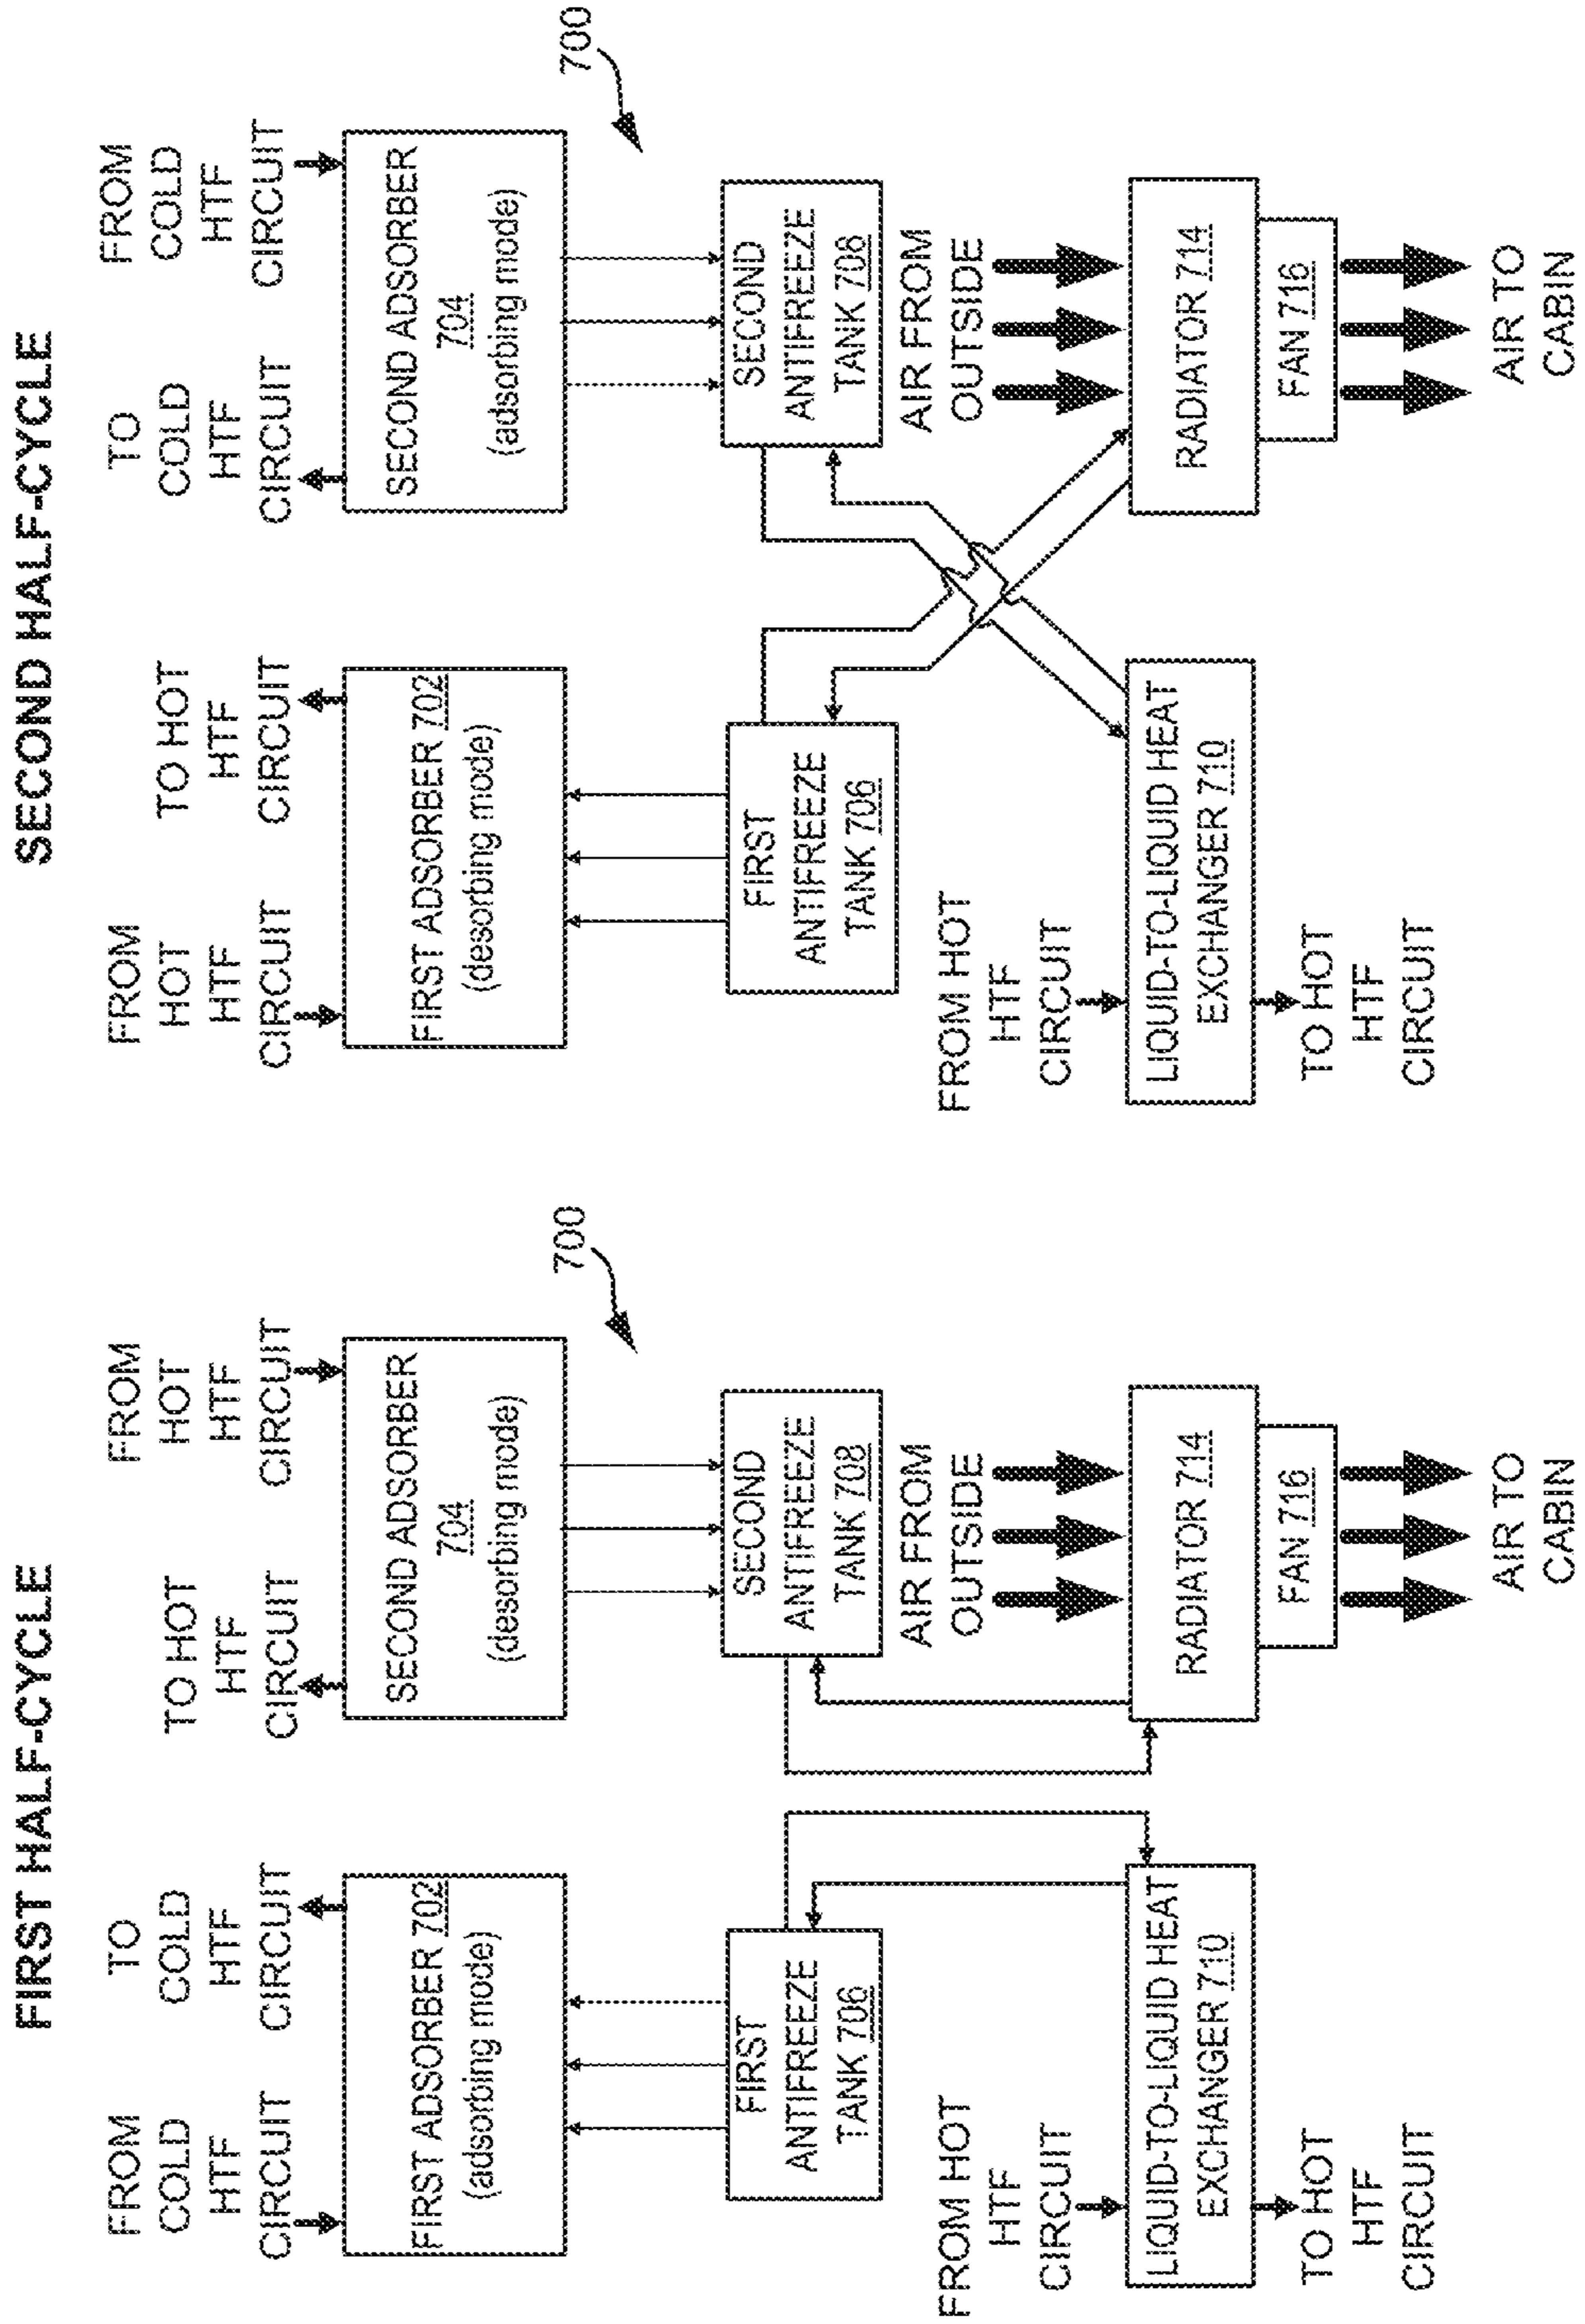 FIRST HALF-CYCLE
FROM
COLD
HTF
CIRCUIT
TO
COLD
HTF
CIRCUIT
TO HOT
HTF
CIRCUIT
FROM
HOT
HTF
CIRCUIT
FIRST ADSORBER 702
(adsorbing mode)
SECOND ADSORBER
704
(desorbing mode)
700
FIRST
ANTIFREEZE
TANK 706
SECOND
ANTIFREEZE
TANK 708
FROM HOT
HTF
CIRCUIT
AIR FROM
OUTSIDE
LIQUID-TO-LIQUID HEAT
EXCHANGER 710
RADIATOR 714
FAN 716
TO HOT
HTF
CIRCUIT
AIR TO
CABIN
SECOND HALF-CYCLE
FROM
HOT
HTF
CIRCUIT
TO HOT
HTF
CIRCUIT
TO
COLD
HTF
CIRCUIT
FROM
COLD
HTF
CIRCUIT
FIRST ADSORBER 702
(desorbing mode)
SECOND ADSORBER
704
(adsorbing mode)
700
FIRST
ANTIFREEZE
TANK 706
SECOND
ANTIFREEZE
TANK 708
FROM HOT
HTF
CIRCUIT
AIR FROM
OUTSIDE
LIQUID-TO-LIQUID HEAT
EXCHANGER 710
RADIATOR 714
FAN 716
TO HOT
HTF
CIRCUIT
AIR TO
CABIN